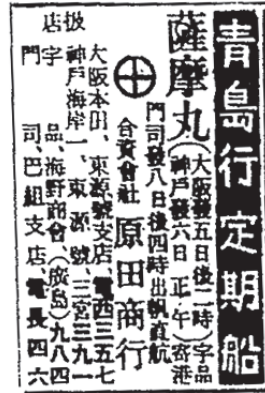 青島行定期船
薩摩丸(大阪發五日後二時字品
(神戸發六日正午)寄港
門司發八日後四時出帆直航
合資會社 原田商行
扱店
大阪本田、東源號支店、電西三五七
神戸海岸一、東源號、三宮三九一
字品、海野商會(廣島)九八四
門司、巴組支店 電長四六